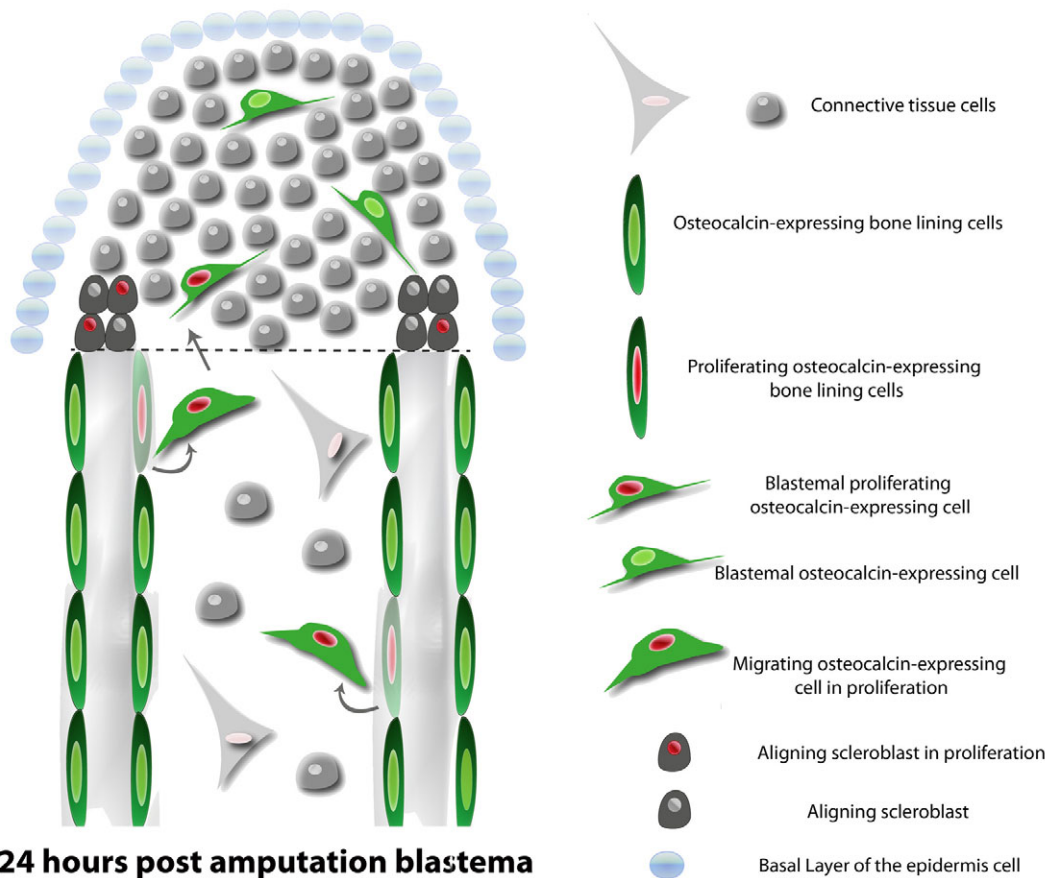 Connective tissue cells
Osteocalcin-expressing bone lining cells
Proliferating osteocalcin-expressing
bone lining cells
Blastemal proliferating
osteocalcin-expressing cell
Blastemal osteocalcin-expressing cell
Migrating osteocalcin-expressing
cell in proliferation
Aligning scleroblast in proliferation
Aligning scleroblast
Basal Layer of the epidermis cell
24 hours post amputation blastema